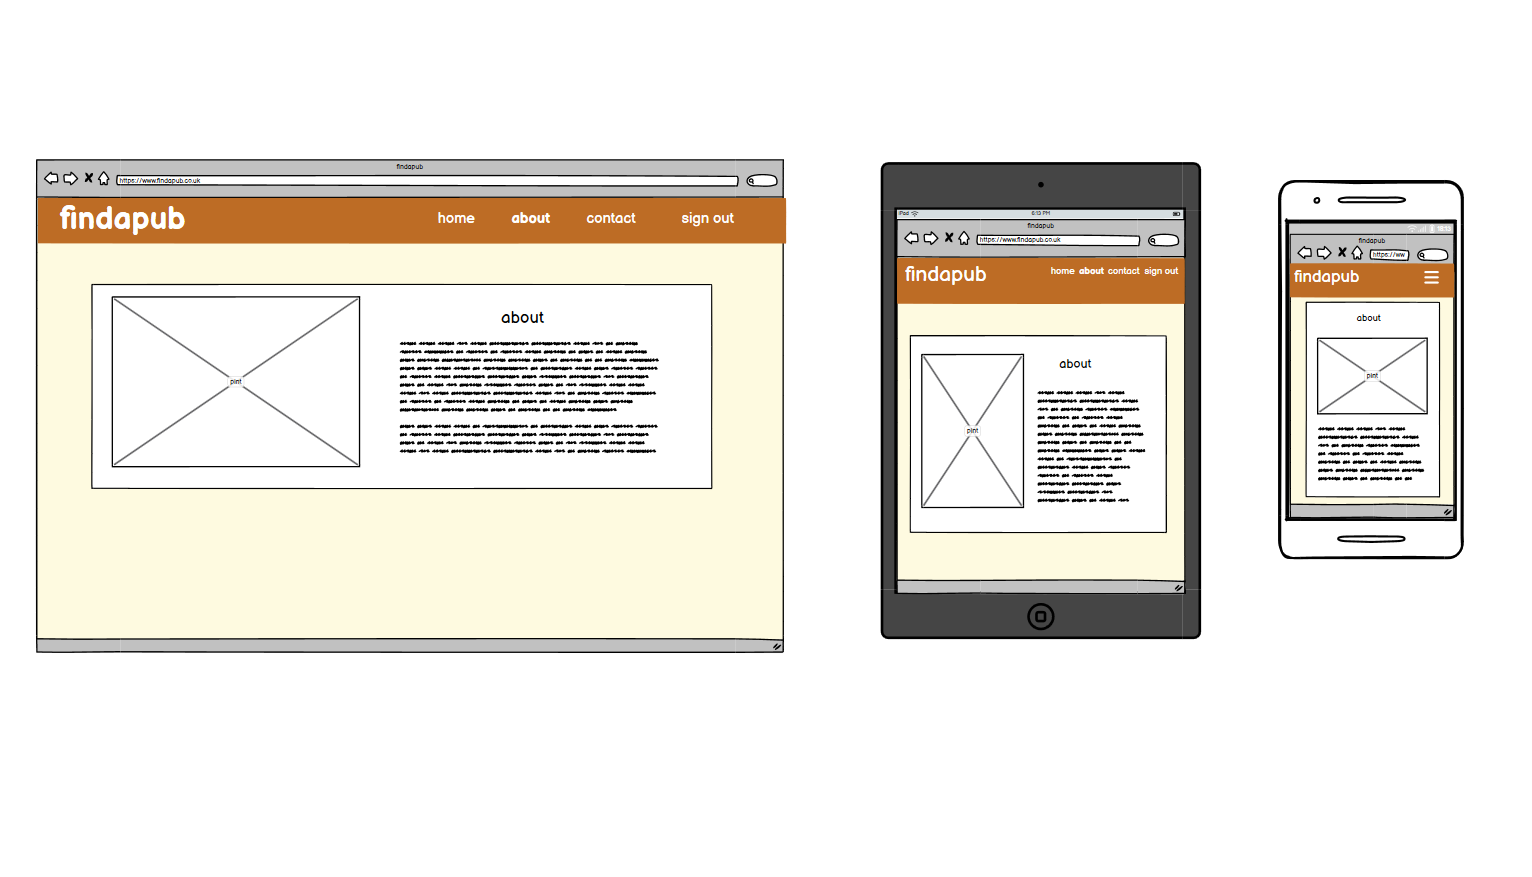 findapub
https://www.findapub.co.uk
findapub
home about contact sign out
about
pint
iPad
6:13 PM
findapub
https://www.findapub.co.uk
findapub
home about contact sign out
about
pint
18:13
findapub
https://ww
findapub
about
pint